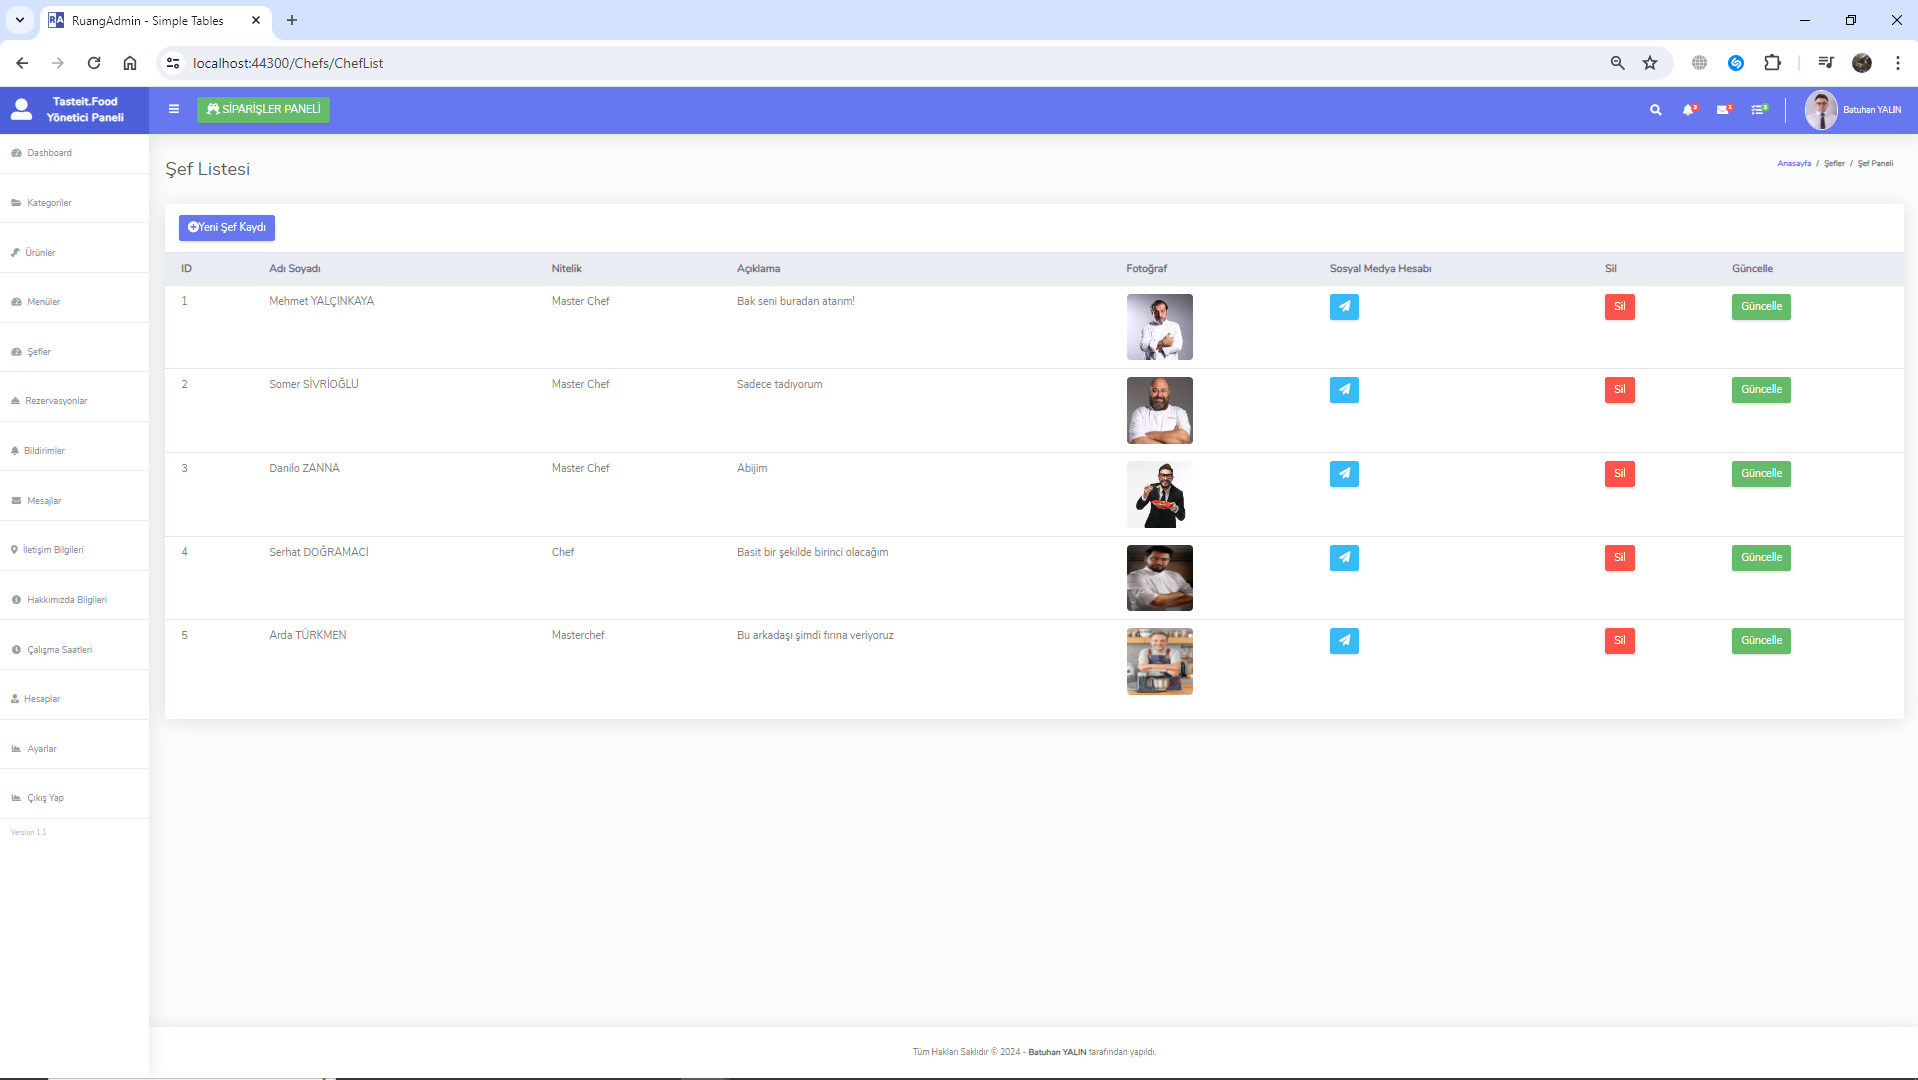 RA RuangAdmin - Simple Tables
localhost:44300/Chefs/ChefList
Tasteit.Food
Yönetici Paneli
SİPARİŞLER PANELİ
3
1
3
Batuhan YALIN
Dashboard
Kategoriler
Ürünler
Menüler
Şefler
Rezervasyonlar
Bildirimler
Mesajlar
İletişim Bilgileri
Hakkımızda Bilgileri
Çalışma Saatleri
Hesaplar
Ayarlar
Çıkış Yap
Version 1.1
Şef Listesi
Anasayfa / Şefler / Şef Paneli
Yeni Şef Kaydı
ID Adı Soyadı Nitelik Açıklama Fotoğraf Sosyal Medya Hesabı Sil Güncelle
1 Mehmet YALÇINKAYA Master Chef Bak seni buradan atarım! Sil Güncelle
2 Somer SİVRİOĞLU Master Chef Sadece tadıyorum Sil Güncelle
3 Danilo ZANNA Master Chef Abijim Sil Güncelle
4 Serhat DOĞRAMACI Chef Basit bir şekilde birinci olacağım Sil Güncelle
5 Arda TÜRKMEN Masterchef Bu arkadaşı şimdi fırına veriyoruz Sil Güncelle
Tüm Hakları Saklıdır © 2024 - Batuhan YALIN tarafından yapıldı.